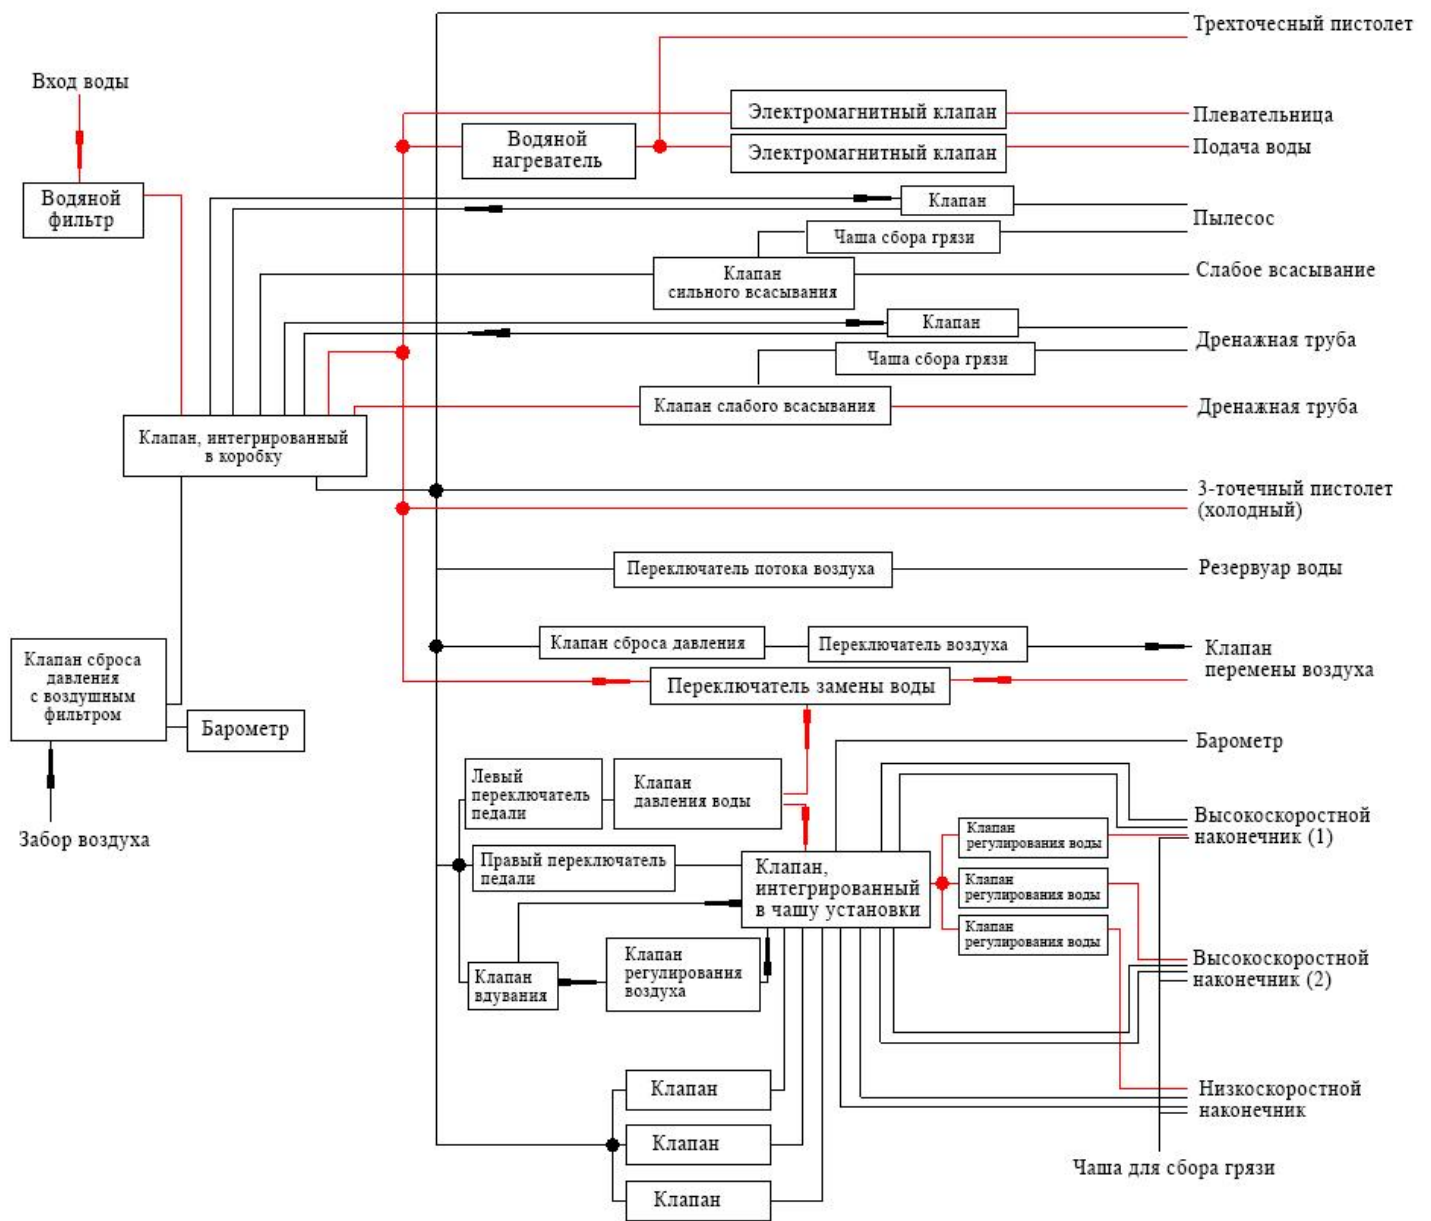 Трехточесный пистолет
Вход воды
Электромагнитный клапан
Плевательница
Водяной
нагреватель
Электромагнитный клапан
Подача воды
Водяной
фильтр
Клапан
Пылесос
Чаша сбора грязи
Клапан
сильного всасывания
Слабое всасывание
Клапан
Дренажная труба
Чаша сбора грязи
Клапан слабого всасывания
Дренажная труба
Клапан, интегрированный
в коробку
3-точечный пистолет
(холодный)
Переключатель потока воздуха
Резервуар воды
Клапан сброса давления
Переключатель воздуха
Клапан
перемены воздуха
Клапан сброса
давления
с воздушным
фильтром
Переключатель замены воды
Барометр
Барометр
Левый
переключатель
педали
Клапан
давления воды
Забор воздуха
Высокоскоростной
наконечник (1)
Клапан
регулирования воды
Правый переключатель
педали
Клапан,
интегрированный
в чашу установки
Клапан
регулирования воды
Клапан
регулирования воды
Клапан
вдувания
Клапан
регулирования
воздуха
Высокоскоростной
наконечник (2)
Клапан
Низкоскоростной
наконечник
Клапан
Чаша для сбора грязи
Клапан